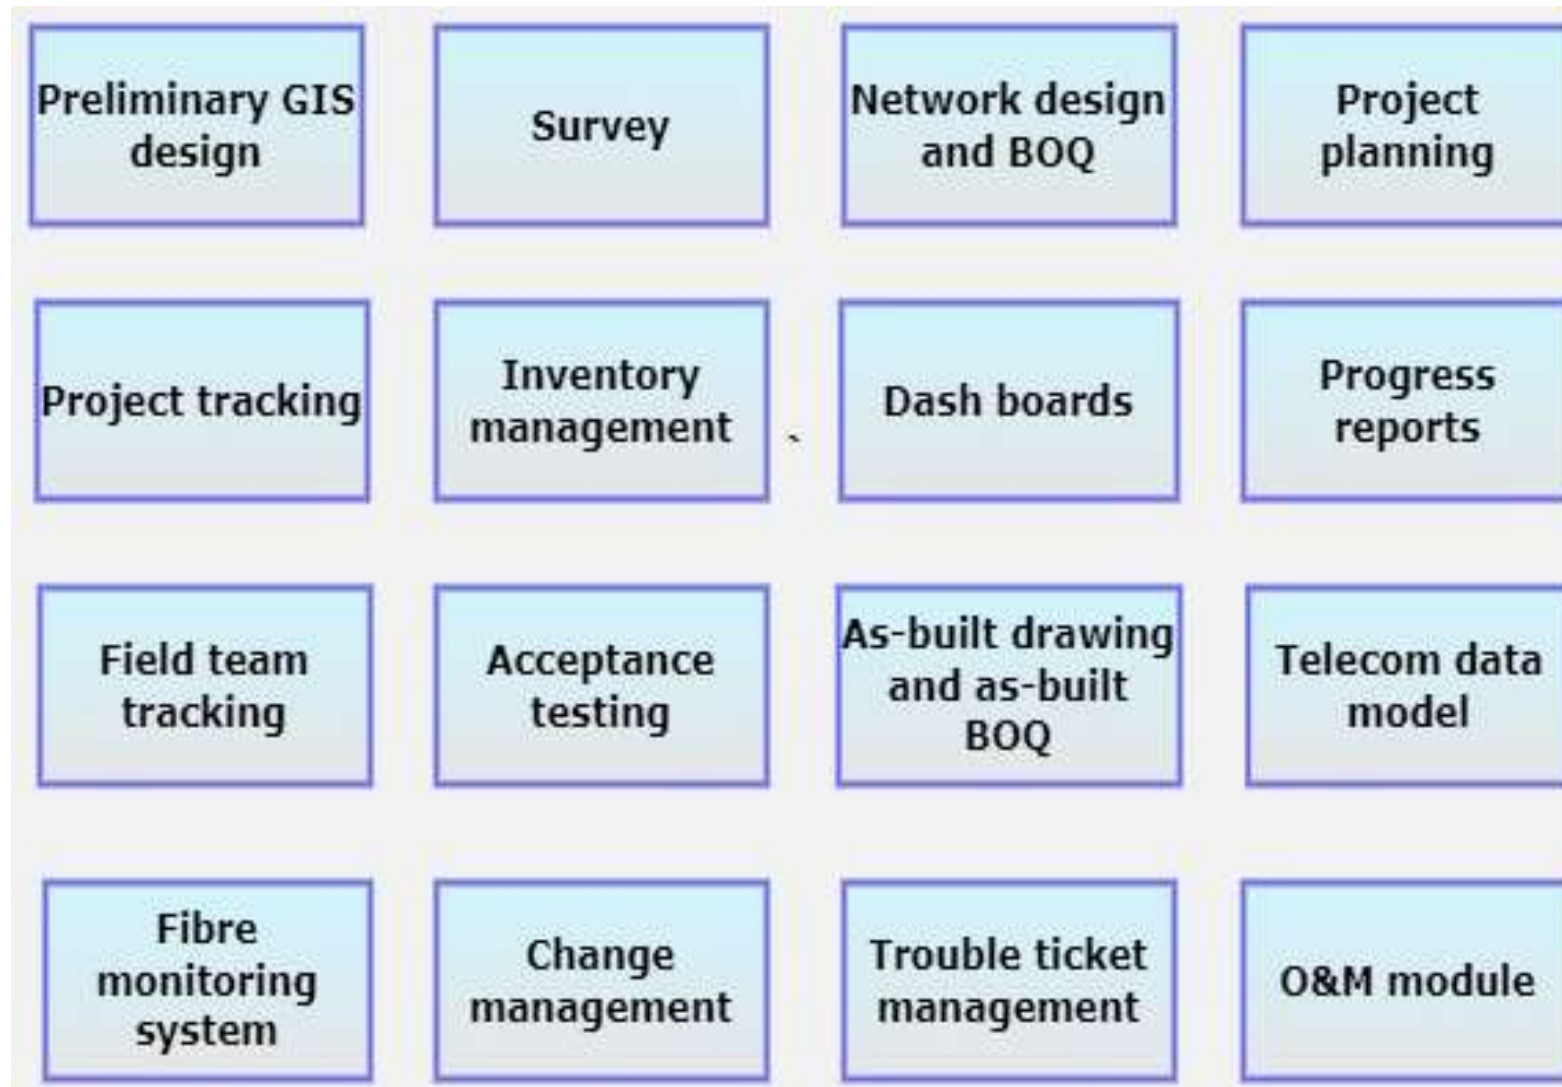 Preliminary GIS
design
Survey
Network design
and BOQ
Project
planning
Project tracking
Inventory
management
Dash boards
Progress
reports
Field team
tracking
Acceptance
testing
As-built drawing
and as-built
BOQ
Telecom data
model
Fibre
monitoring
system
Change
management
Trouble ticket
management
O&M module